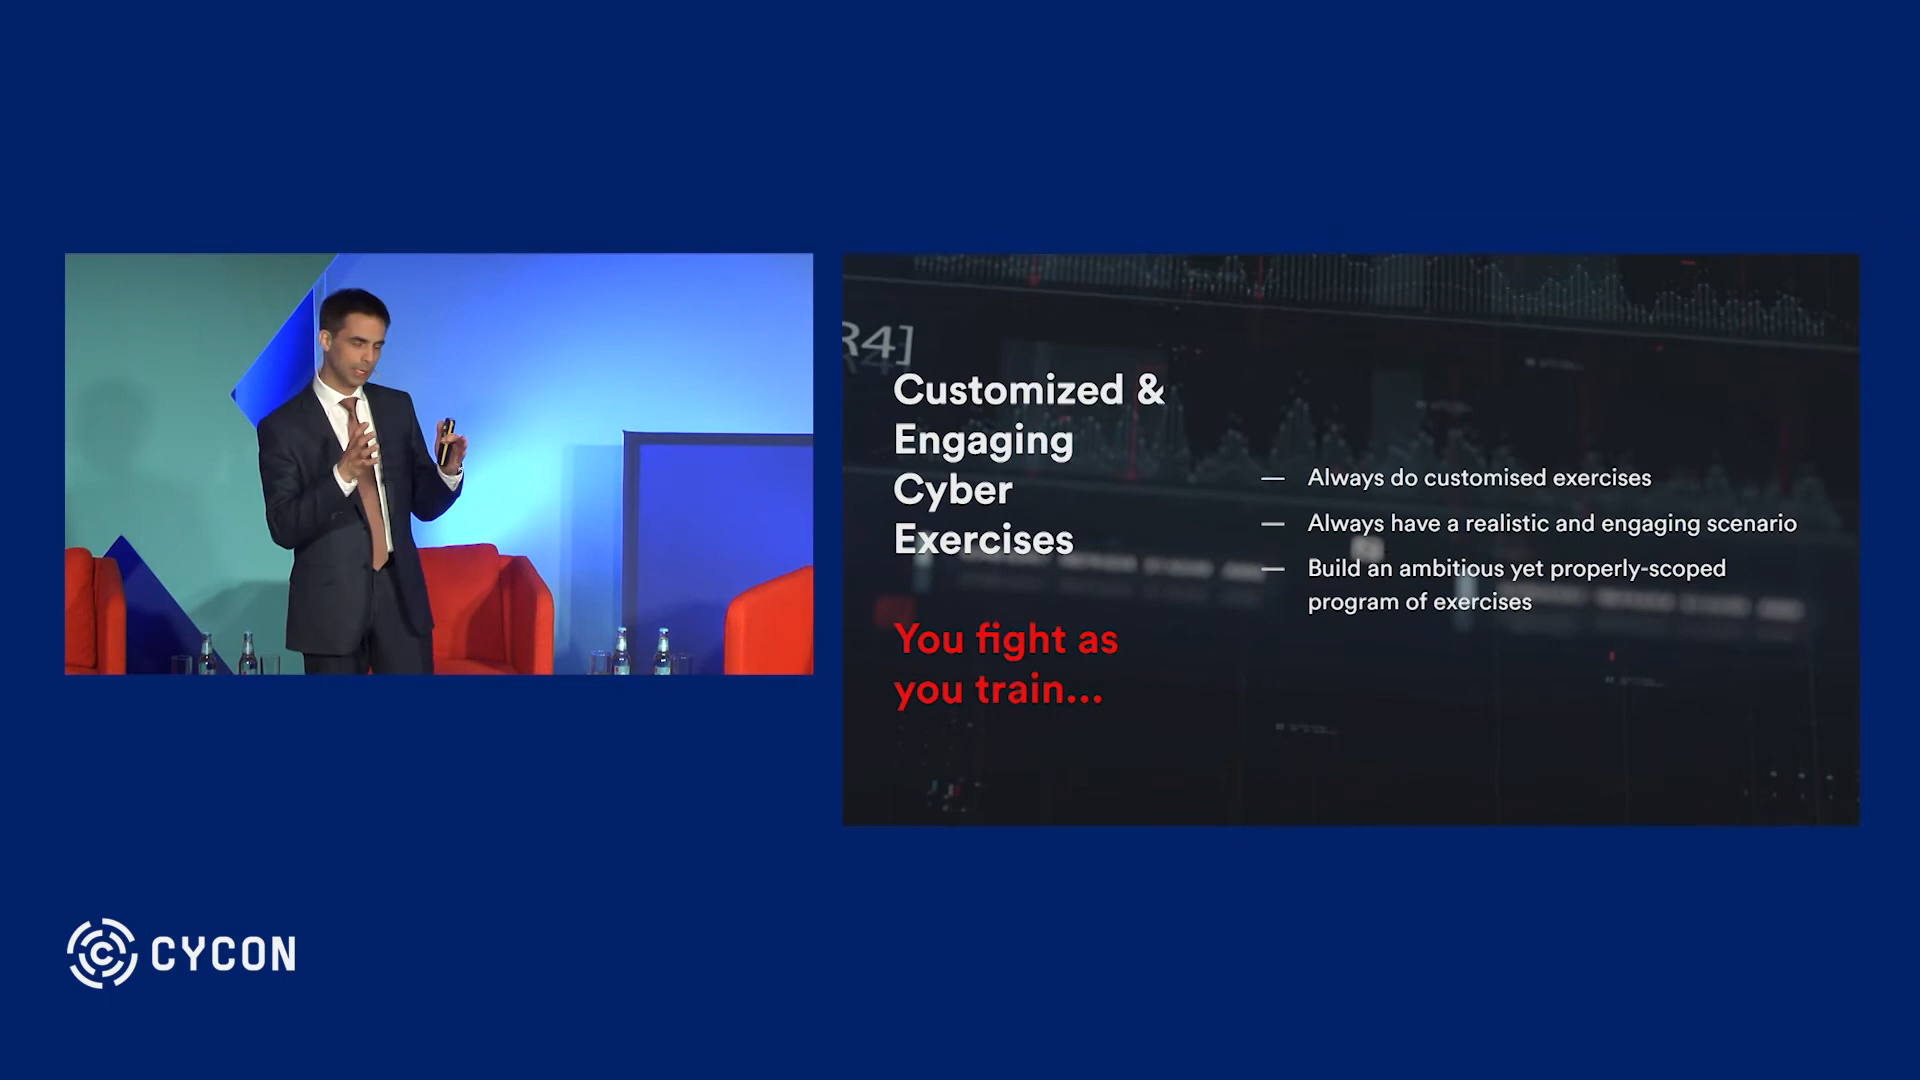 R4]
Customized &
Engaging
Cyber
Exercises
You fight as
you train...
— Always do customised exercises
— Always have a realistic and engaging scenario
— Build an ambitious yet properly-scoped
program of exercises
CYCON